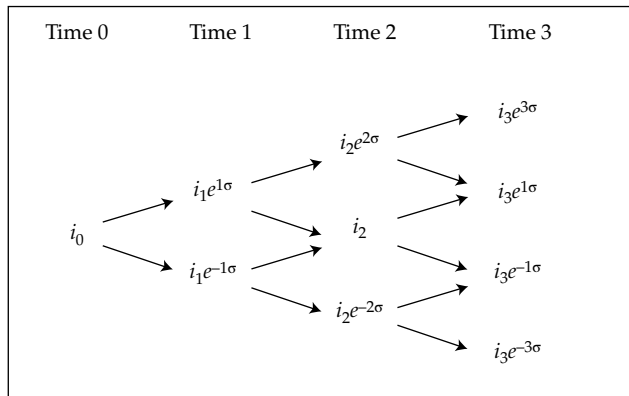 Time 0 Time 1 Time 2 Time 3
i₃e³σ
i₂e²σ
i₁e¹σ i₃e¹σ
i₀ i₂
i₁e⁻¹σ i₃e⁻¹σ
i₂e⁻²σ
i₃e⁻³σ